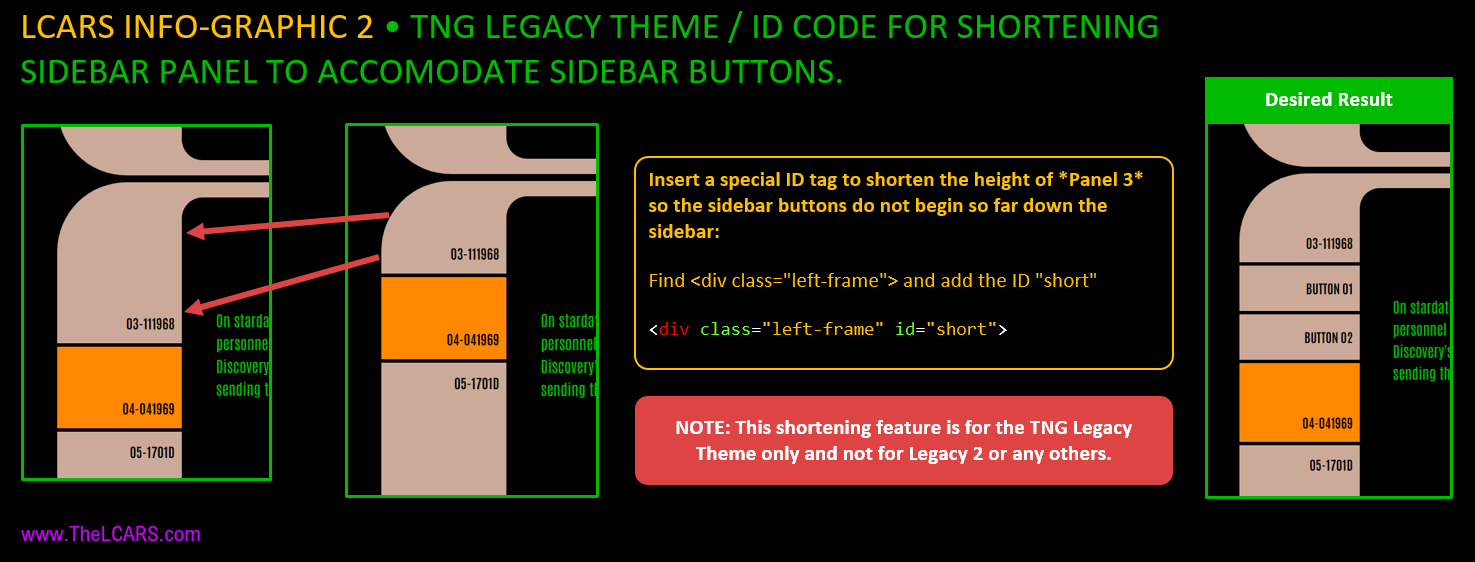 LCARS INFO-GRAPHIC 2 • TNG LEGACY THEME / ID CODE FOR SHORTENING
SIDEBAR PANEL TO ACCOMODATE SIDEBAR BUTTONS.
03-111968
04-041969
05-1701D
On starda
personne
Discovery
sending t
03-111968
04-041969
05-1701D
On stardat
personnel
Discovery'
sending th
Insert a special ID tag to shorten the height of *Panel 3*
so the sidebar buttons do not begin so far down the
sidebar:
Find <div class="left-frame"> and add the ID "short"
<div class="left-frame" id="short">
NOTE: This shortening feature is for the TNG Legacy
Theme only and not for Legacy 2 or any others.
Desired Result
03-111968
BUTTON 01
BUTTON 02
04-041969
05-1701D
On stardat
personnel
Discovery's
sending th
www.TheLCARS.com